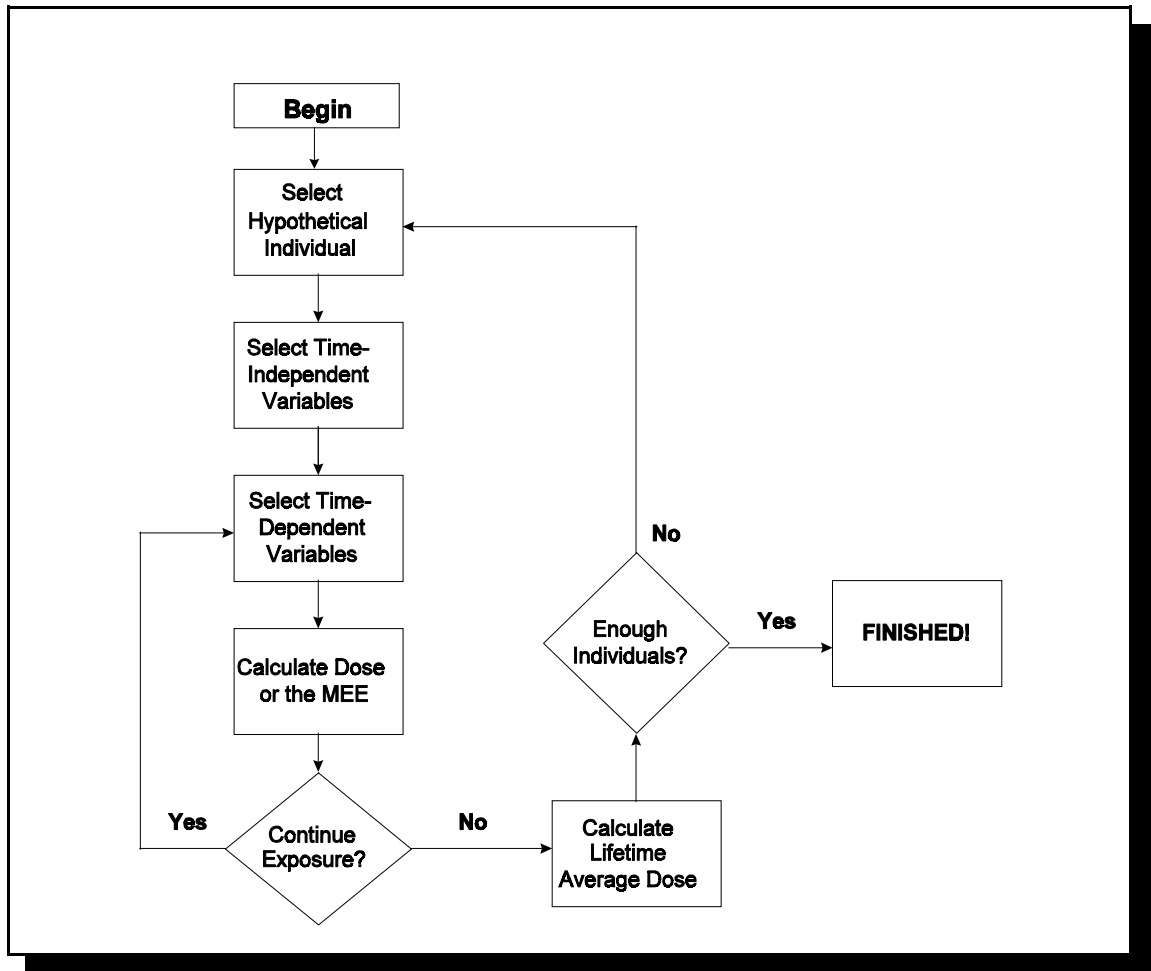 Begin
Select
Hypothetical
Individual
Select Time-
Independent
Variables
Select Time-
Dependent
Variables
Calculate Dose
or the MEE
Continue
Exposure?
Yes
No
Calculate
Lifetime
Average Dose
Enough
Individuals?
No
Yes
FINISHED!